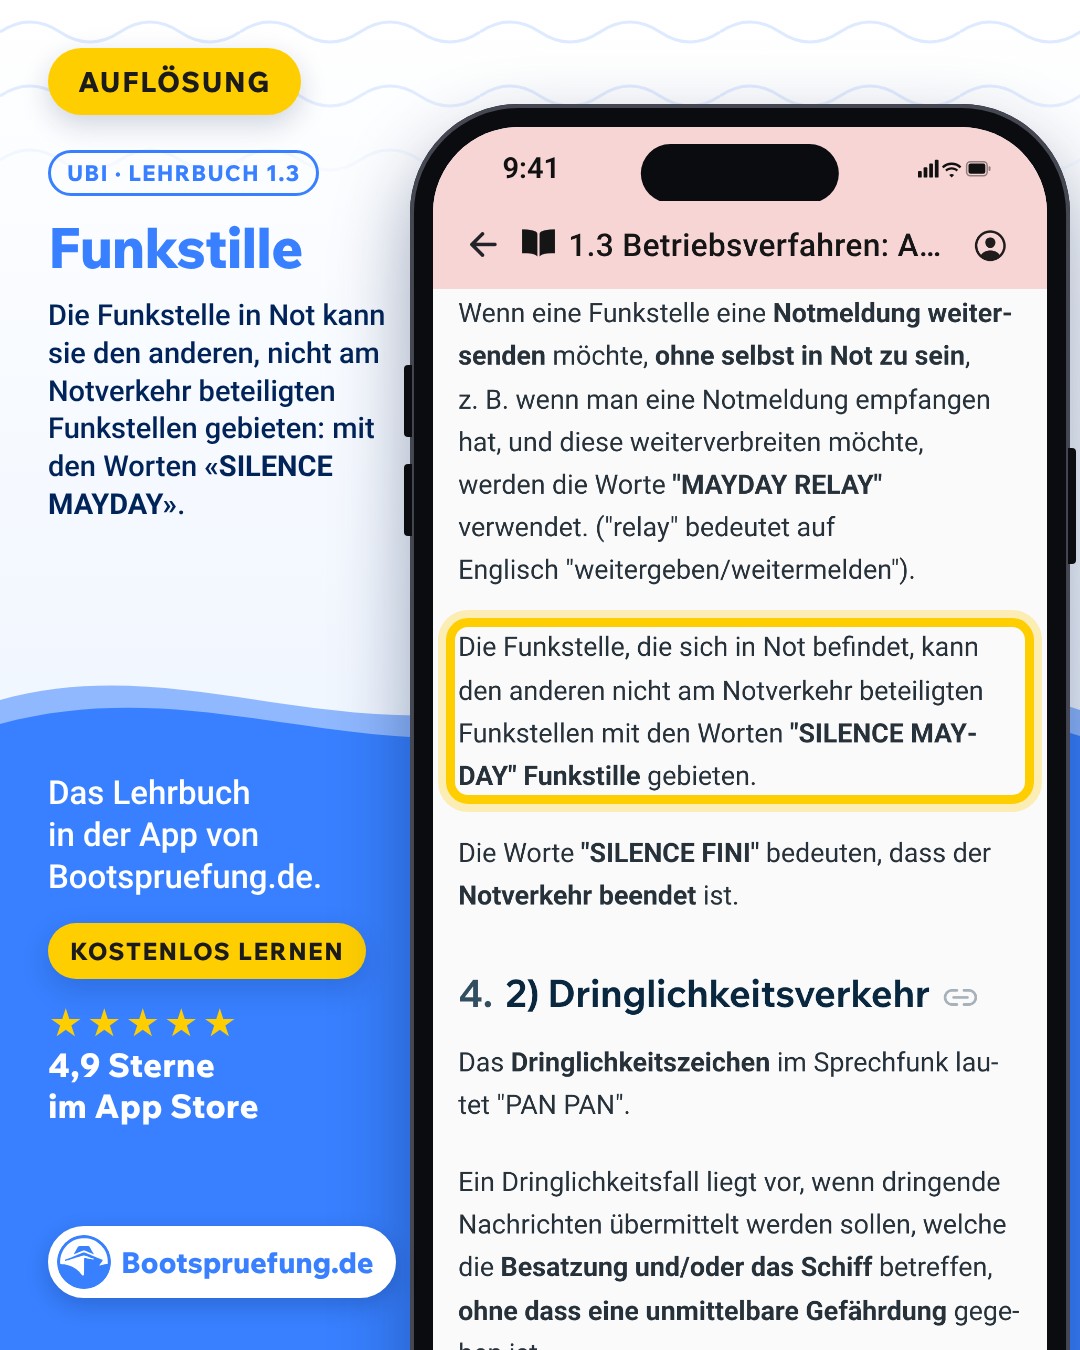 AUFLÖSUNG
UBI · LEHRBUCH 1.3
Funkstille
Die Funkstelle in Not kann
sie den anderen, nicht am
Notverkehr beteiligten
Funkstellen gebieten: mit
den Worten «SILENCE
MAYDAY».
Das Lehrbuch
in der App von
Bootspruefung.de.
KOSTENLOS LERNEN
★★★★★
4,9 Sterne
im App Store
Bootspruefung.de
9:41
1.3 Betriebsverfahren: A...
Wenn eine Funkstelle eine Notmeldung weiter-
senden möchte, ohne selbst in Not zu sein,
z. B. wenn man eine Notmeldung empfangen
hat, und diese weiterverbreiten möchte,
werden die Worte "MAYDAY RELAY"
verwendet. ("relay" bedeutet auf
Englisch "weitergeben/weitermelden").
Die Funkstelle, die sich in Not befindet, kann
den anderen nicht am Notverkehr beteiligten
Funkstellen mit den Worten "SILENCE MAY-
DAY" Funkstille gebieten.
Die Worte "SILENCE FINI" bedeuten, dass der
Notverkehr beendet ist.
4. 2) Dringlichkeitsverkehr
Das Dringlichkeitszeichen im Sprechfunk lau-
tet "PAN PAN".
Ein Dringlichkeitsfall liegt vor, wenn dringende
Nachrichten übermittelt werden sollen, welche
die Besatzung und/oder das Schiff betreffen,
ohne dass eine unmittelbare Gefährdung gege-
ben ist.